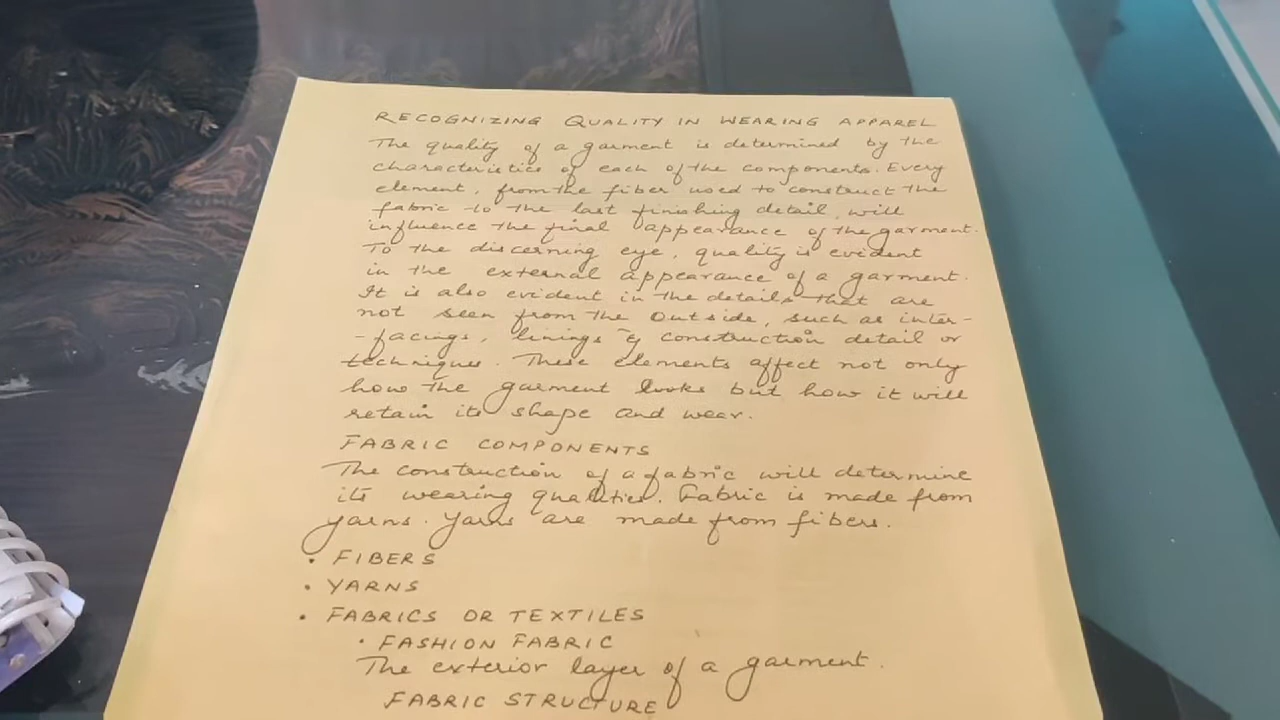 RECOGNIZING QUALITY IN WEARING APPAREL
The quality of a garment is determined by the
characteristics of each of the components. Every
element, from the fiber used to construct the
fabric to the last finishing detail, will
influence the final appearance of the garment.
To the discerning eye, quality is evident
in the external appearance of a garment.
It is also evident in the details that are
not seen from the outside, such as inter-
-facings, linings & construction detail or
techniques. These elements affect not only
how the garment looks but how it will
retain its shape and wear.
FABRIC COMPONENTS
The construction of a fabric will determine
its wearing qualities. Fabric is made from
yarns. Yarns are made from fibers.
• FIBERS
• YARNS
• FABRICS OR TEXTILES
• FASHION FABRIC
The exterior layer of a garment.
FABRIC STRUCTURE